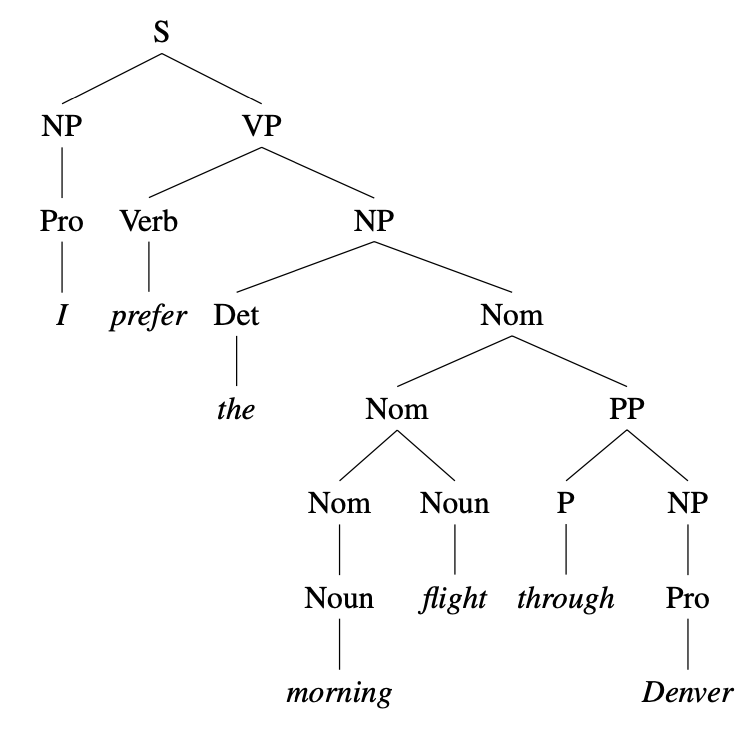 S
NP VP
Pro Verb NP
I prefer Det Nom
the Nom PP
Nom Noun P NP
Noun flight through Pro
morning Denver